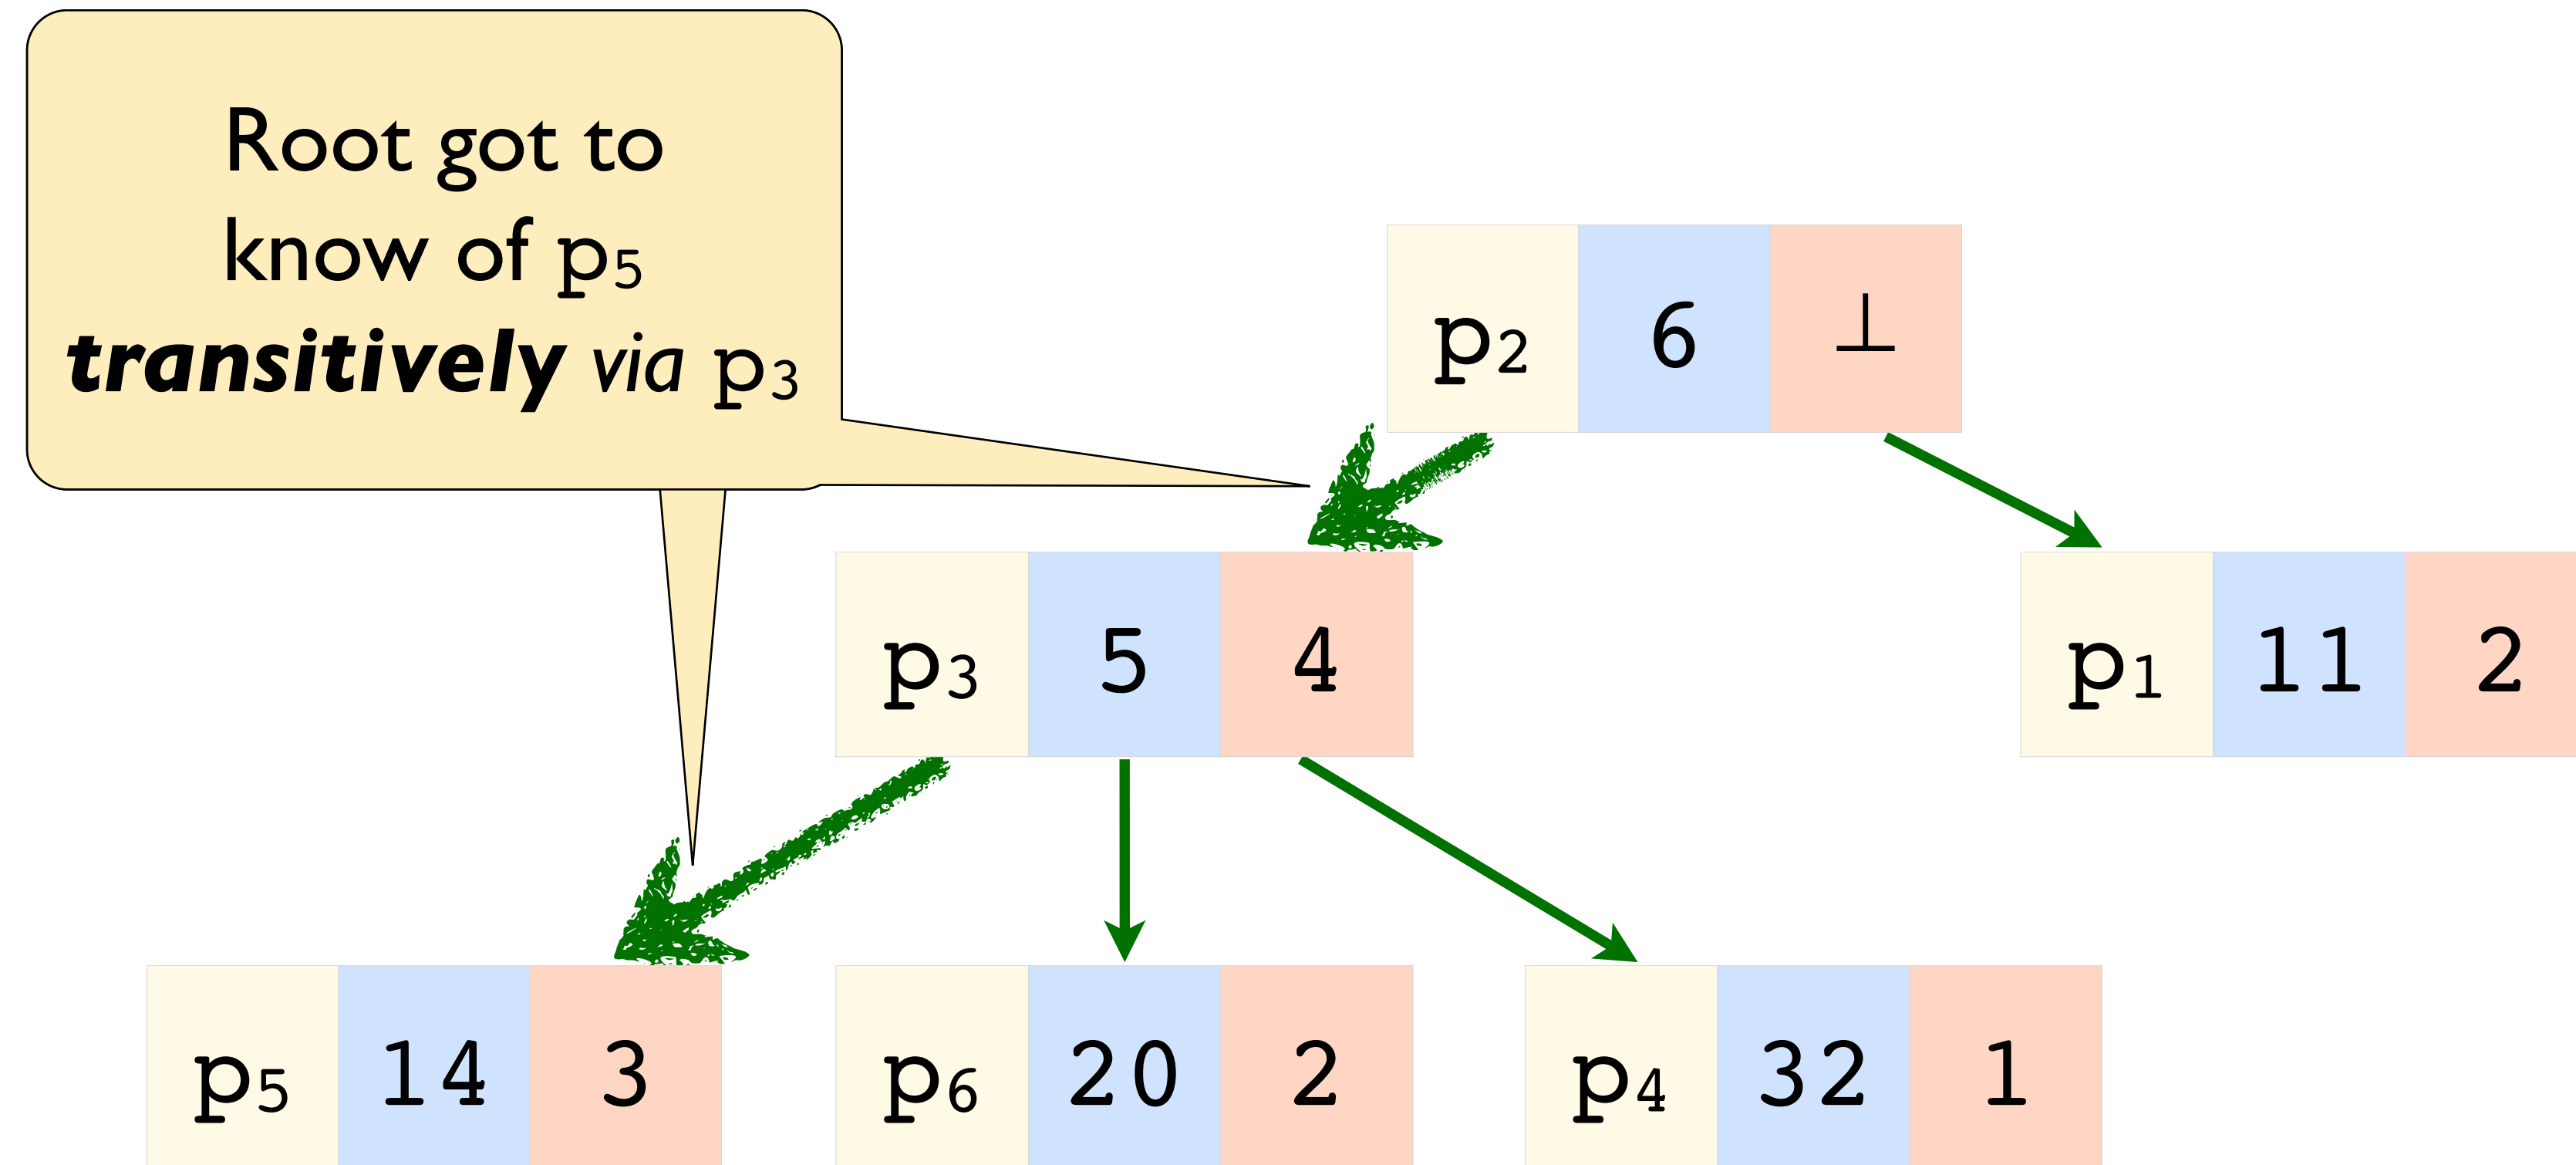 Root got to
know of p5
transitively via p3
p2 6 ⊥
p3 5 4
p1 11 2
p5 14 3
p6 20 2
p4 32 1